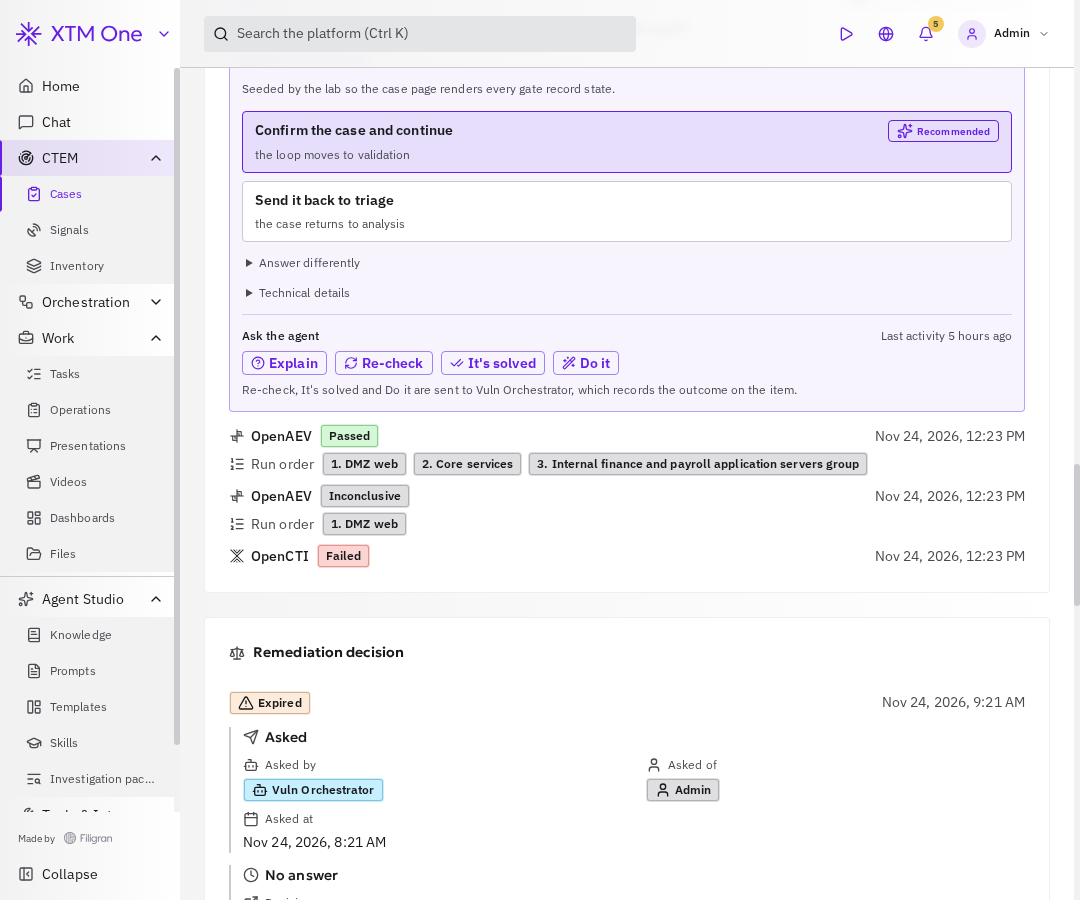 XTM One
Search the platform (Ctrl K)
5
Admin
Home
Chat
CTEM
Cases
Signals
Inventory
Orchestration
Work
Tasks
Operations
Presentations
Videos
Dashboards
Files
Agent Studio
Knowledge
Prompts
Templates
Skills
Investigation pac...
Made by Filigran
Collapse
Seeded by the lab so the case page renders every gate record state.
Confirm the case and continue
Recommended
the loop moves to validation
Send it back to triage
the case returns to analysis
Answer differently
Technical details
Ask the agent
Last activity 5 hours ago
Explain Re-check It's solved Do it
Re-check, It's solved and Do it are sent to Vuln Orchestrator, which records the outcome on the item.
OpenAEV Passed Nov 24, 2026, 12:23 PM
Run order 1. DMZ web 2. Core services 3. Internal finance and payroll application servers group
OpenAEV Inconclusive Nov 24, 2026, 12:23 PM
Run order 1. DMZ web
OpenCTI Failed Nov 24, 2026, 12:23 PM
Remediation decision
Expired Nov 24, 2026, 9:21 AM
Asked
Asked by Asked of
Vuln Orchestrator Admin
Asked at
Nov 24, 2026, 8:21 AM
No answer